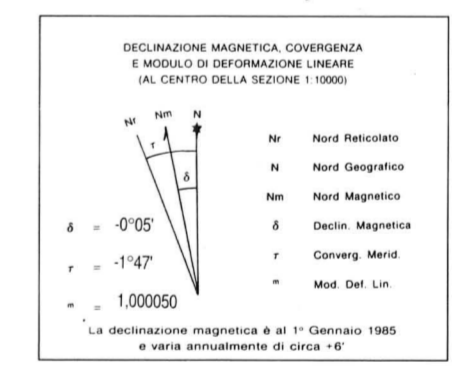 DECLINAZIONE MAGNETICA, COVERGENZA
E MODULO DI DEFORMAZIONE LINEARE
(AL CENTRO DELLA SEZIONE 1:10000)
Nr Nm N
τ
δ
Nr Nord Reticolato
N Nord Geografico
Nm Nord Magnetico
δ Declin. Magnetica
τ Converg. Merid.
m Mod. Def. Lin.
δ = -0°05'
τ = -1°47'
m = 1,000050
La declinazione magnetica è al 1° Gennaio 1985
e varia annualmente di circa +6'